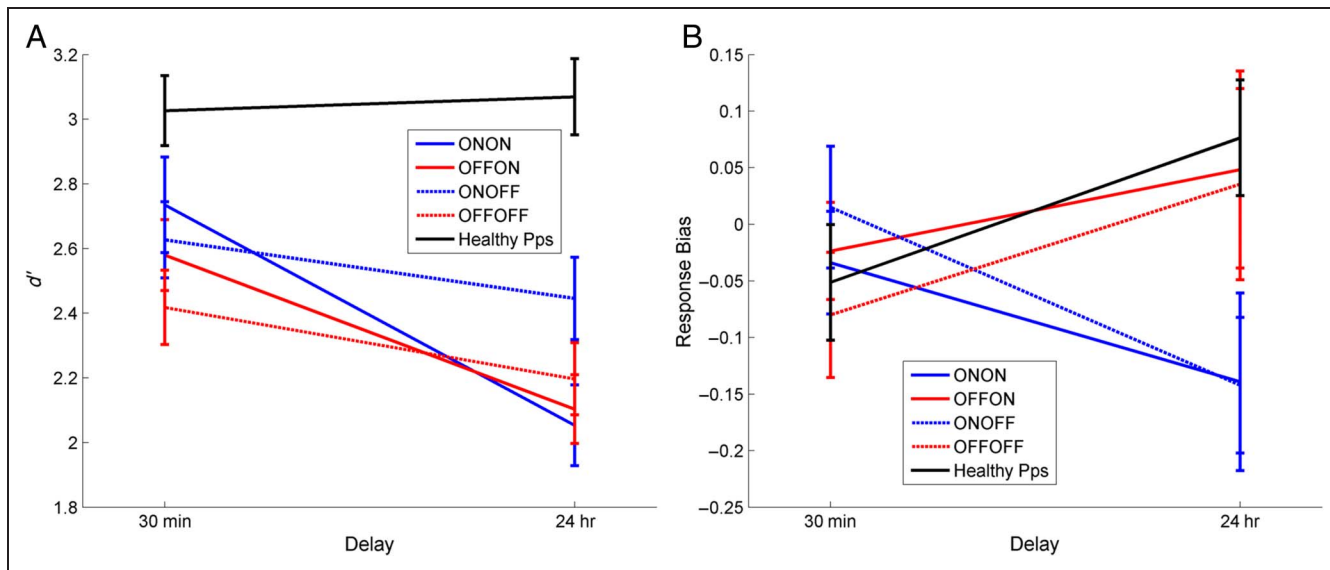 A
3.2
3
2.8
2.6
2.4
2.2
2
1.8
d′
ONON
OFFON
ONOFF
OFFOFF
Healthy Pps
30 min
24 hr
Delay
B
0.15
0.1
0.05
0
−0.05
−0.1
−0.15
−0.2
−0.25
Response Bias
ONON
OFFON
ONOFF
OFFOFF
Healthy Pps
30 min
24 hr
Delay